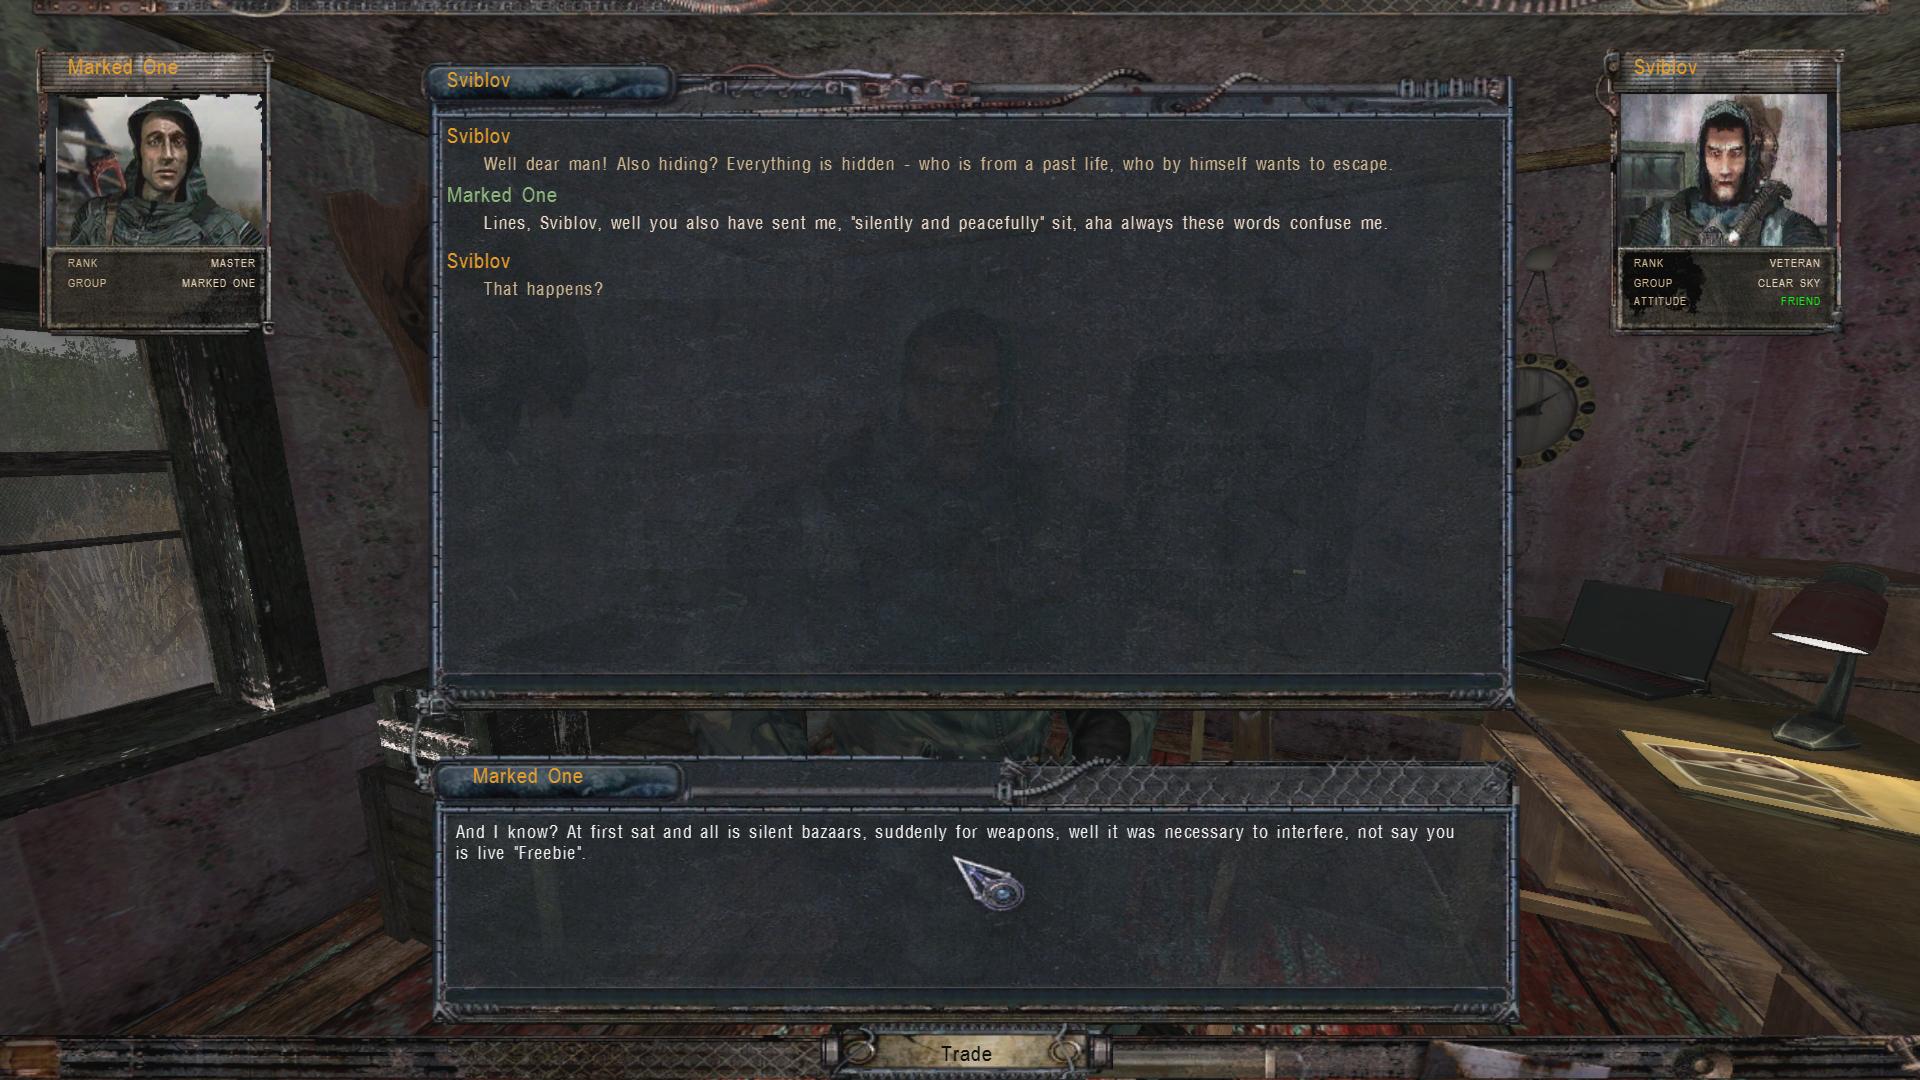 Marked One
RANK MASTER
GROUP MARKED ONE
Sviblov
Sviblov
Well dear man! Also hiding? Everything is hidden - who is from a past life, who by himself wants to escape.
Marked One
Lines, Sviblov, well you also have sent me, "silently and peacefully" sit, aha always these words confuse me.
Sviblov
That happens?
Sviblov
RANK VETERAN
GROUP CLEAR SKY
ATTITUDE FRIEND
Marked One
And I know? At first sat and all is silent bazaars, suddenly for weapons, well it was necessary to interfere, not say you
is live "Freebie".
Trade